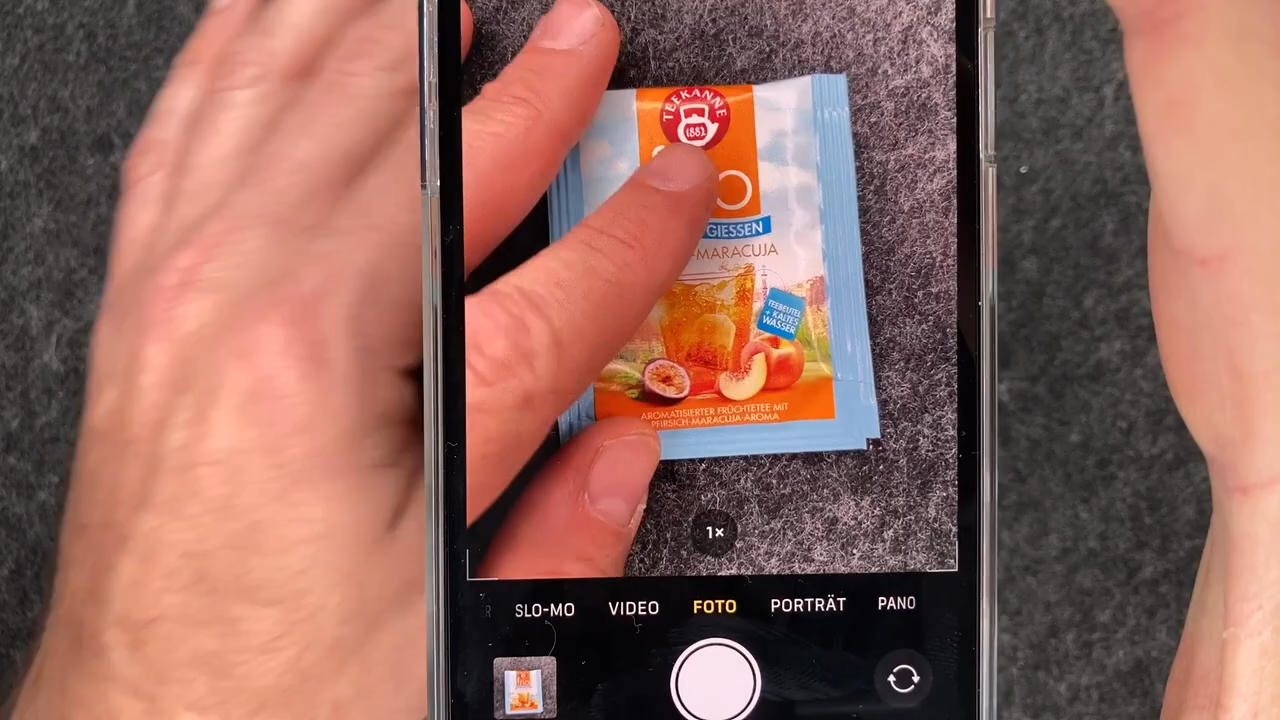 TEEKANNE
1882
O
GIESSEN
-MARACUJA
TEEBEUTEL
+ KALTES
WASSER
AROMATISIERTER FRÜCHTETEE MIT
PFIRSICH-MARACUJA-AROMA
1×
SLO-MO VIDEO FOTO PORTRÄT PANO